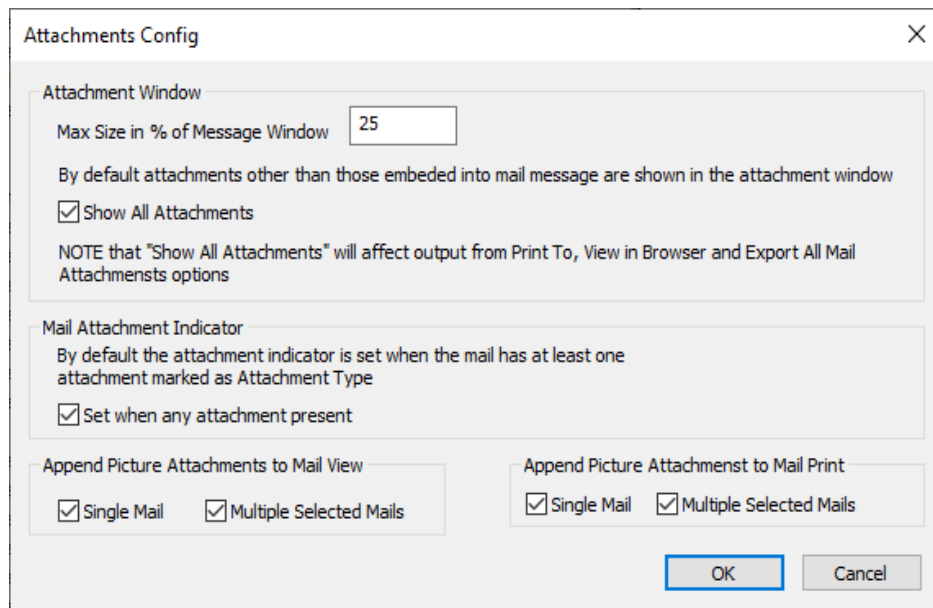 Attachments Config
Attachment Window
Max Size in % of Message Window 25
By default attachments other than those embeded into mail message are shown in the attachment window
Show All Attachments
NOTE that "Show All Attachments" will affect output from Print To, View in Browser and Export All Mail
Attachmensts options
Mail Attachment Indicator
By default the attachment indicator is set when the mail has at least one
attachment marked as Attachment Type
Set when any attachment present
Append Picture Attachments to Mail View
Single Mail Multiple Selected Mails
Append Picture Attachmenst to Mail Print
Single Mail Multiple Selected Mails
OK Cancel